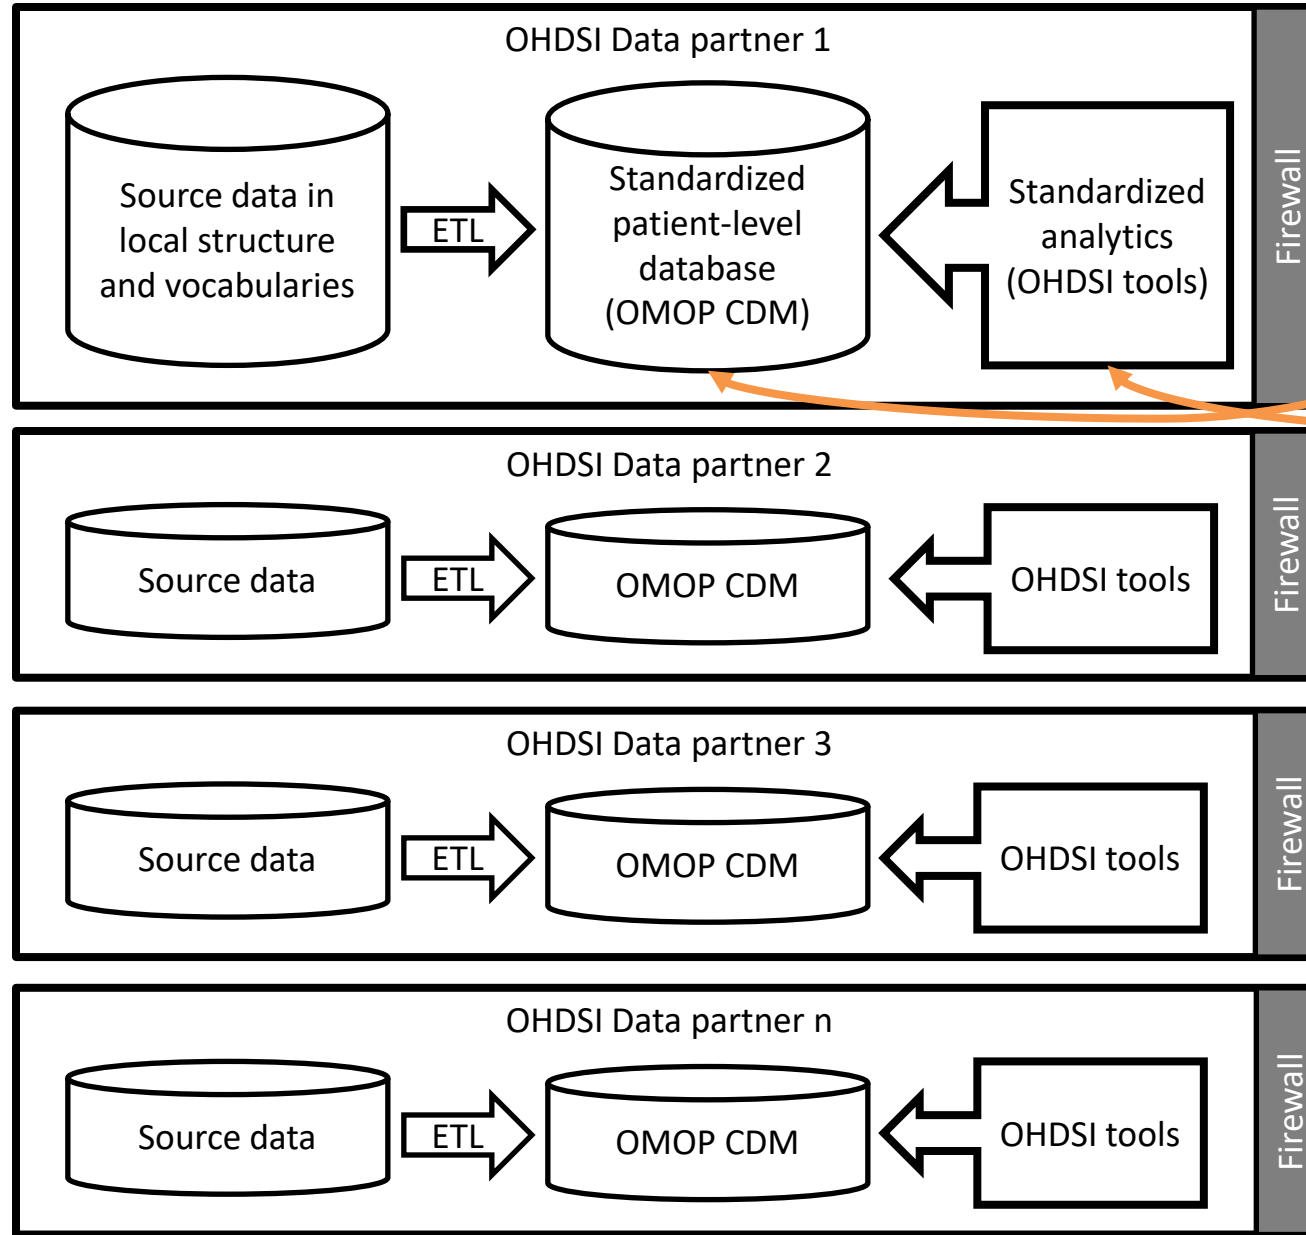 OHDSI Data partner 1
Source data in
local structure
and vocabularies
ETL
Standardized
patient-level
database
(OMOP CDM)
Standardized
analytics
(OHDSI tools)
Firewall
OHDSI Data partner 2
Source data
ETL
OMOP CDM
OHDSI tools
Firewall
OHDSI Data partner 3
Source data
ETL
OMOP CDM
OHDSI tools
Firewall
OHDSI Data partner n
Source data
ETL
OMOP CDM
OHDSI tools
Firewall